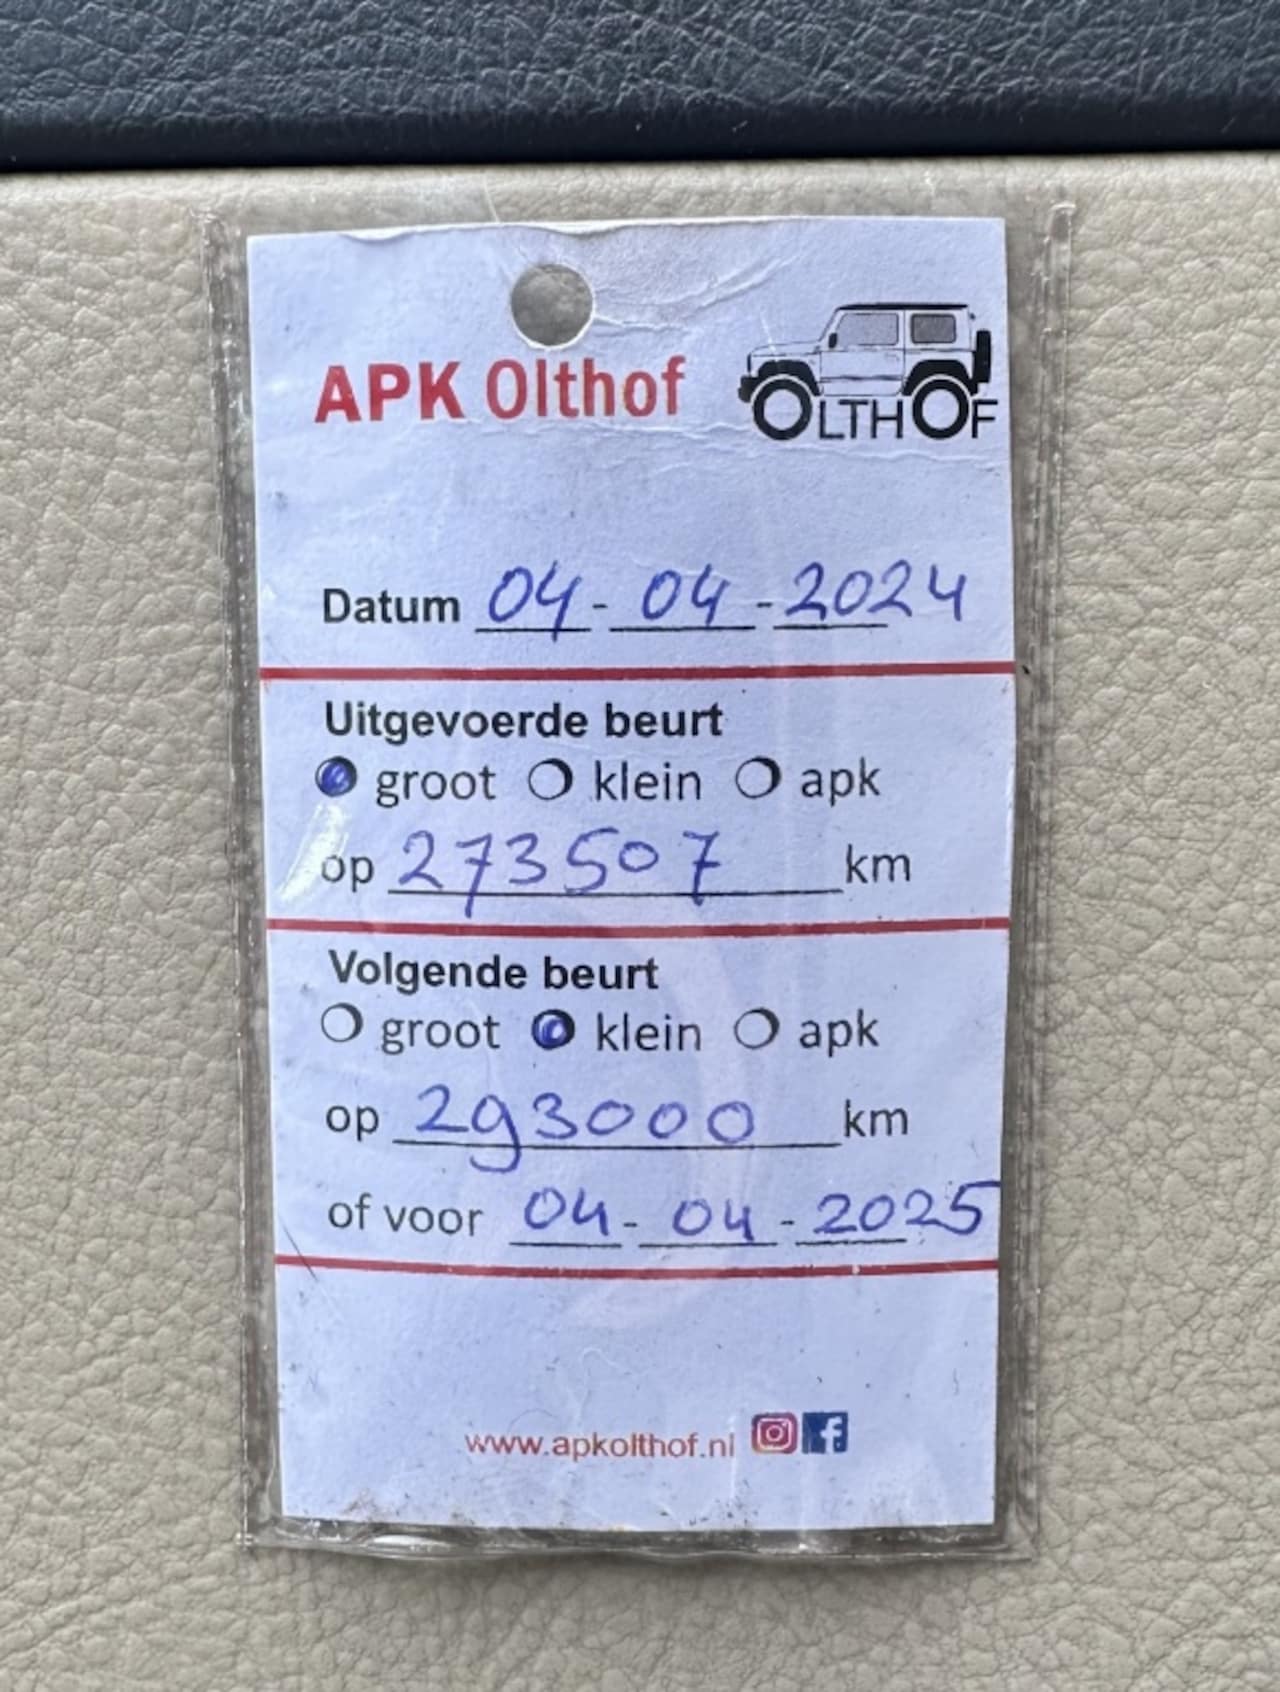 APK Olthof
OLTHOF
Datum 04 - 04 - 2024
Uitgevoerde beurt
groot klein apk
op 273507 km
Volgende beurt
groot klein apk
op 293000 km
of voor 04 - 04 - 2025
www.apkolthof.nl